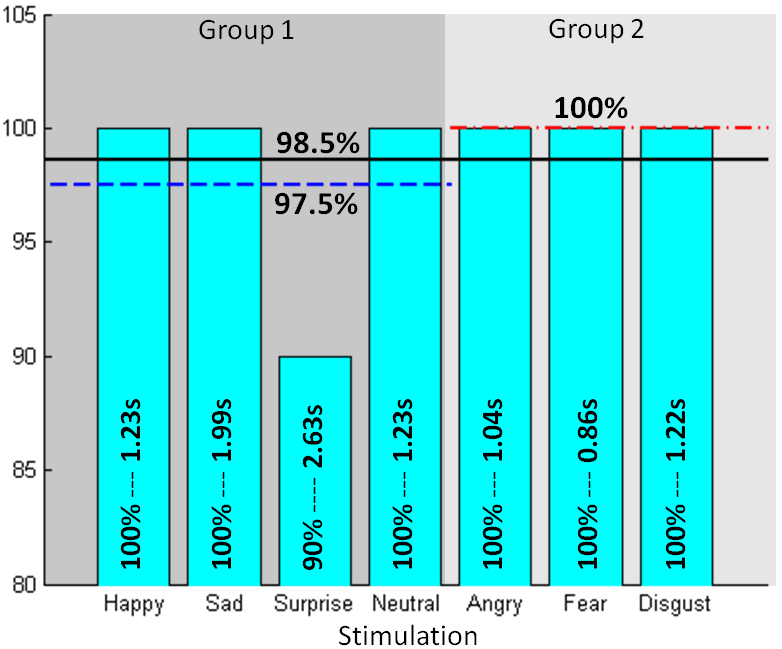 105
Group 1
Group 2
100
100%
98.5%
97.5%
95
90
85
80
100% --- 1.23s
100% --- 1.99s
90% ----- 2.63s
100% --- 1.23s
100% --- 1.04s
100% --- 0.86s
100% --- 1.22s
Happy Sad Surprise Neutral Angry Fear Disgust
Stimulation